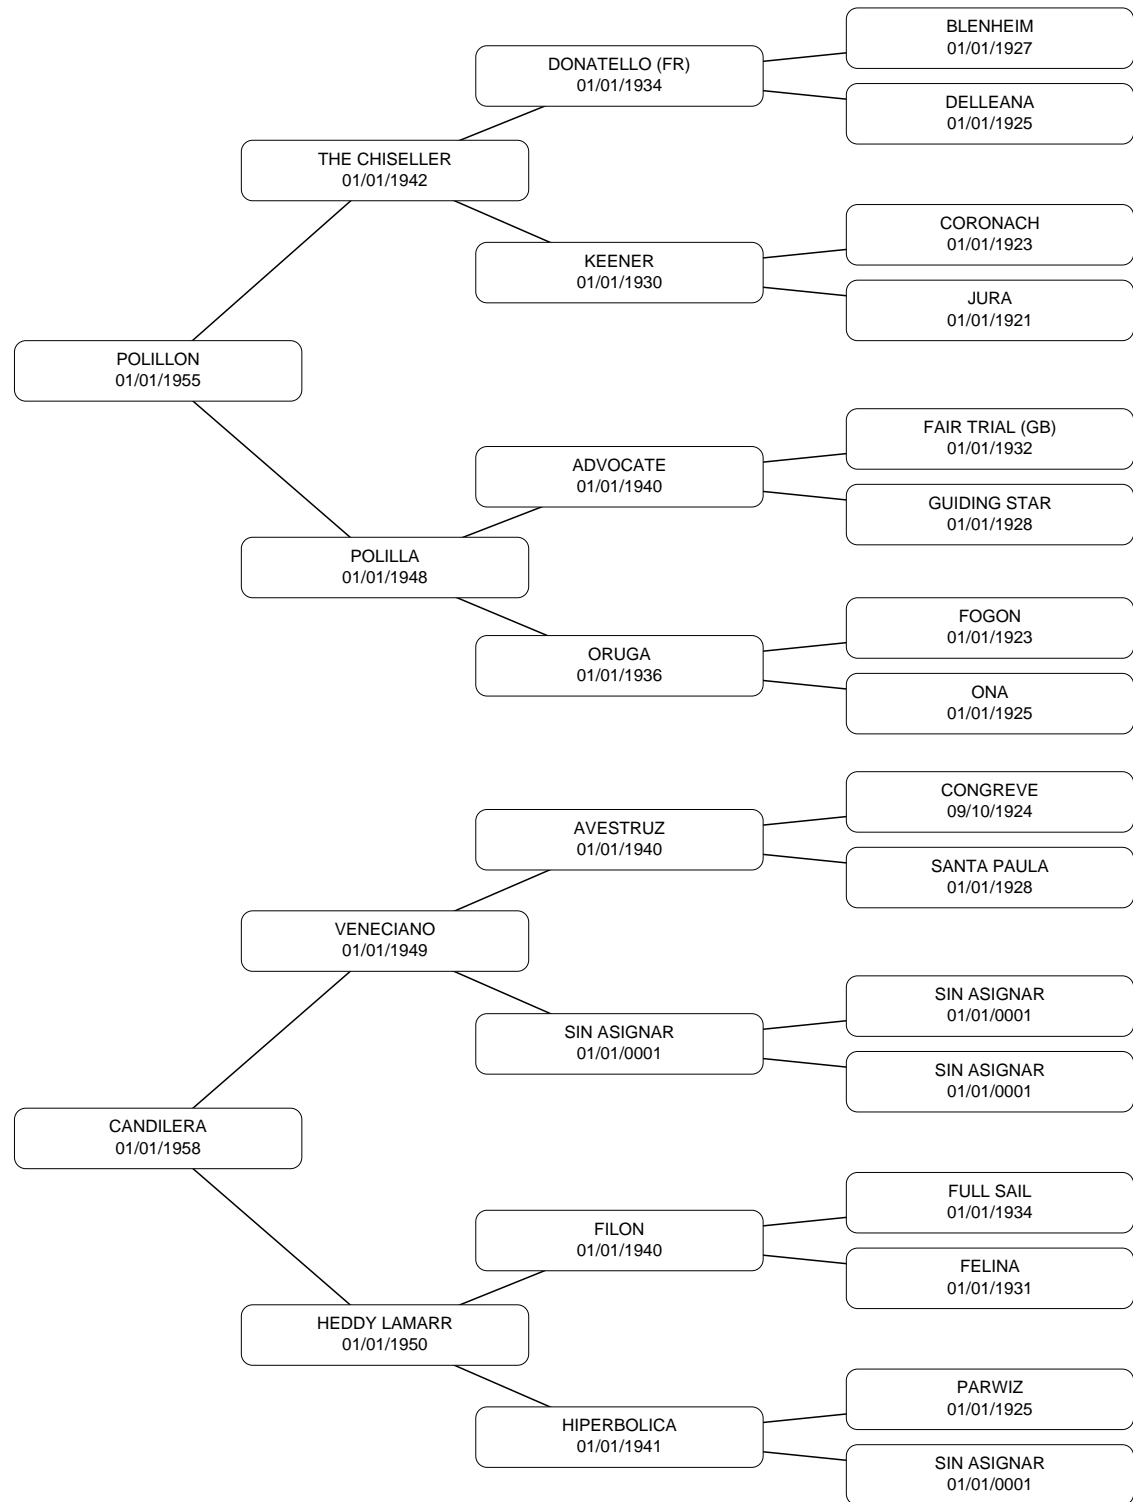 BLENHEIM
01/01/1927
DONATELLO (FR)
01/01/1934
DELLEANA
01/01/1925
THE CHISELLER
01/01/1942
CORONACH
01/01/1923
KEENER
01/01/1930
JURA
01/01/1921
POLILLON
01/01/1955
FAIR TRIAL (GB)
01/01/1932
ADVOCATE
01/01/1940
GUIDING STAR
01/01/1928
POLILLA
01/01/1948
FOGON
01/01/1923
ORUGA
01/01/1936
ONA
01/01/1925
CONGREVE
09/10/1924
AVESTRUZ
01/01/1940
SANTA PAULA
01/01/1928
VENECIANO
01/01/1949
SIN ASIGNAR
01/01/0001
SIN ASIGNAR
01/01/0001
SIN ASIGNAR
01/01/0001
CANDILERA
01/01/1958
FULL SAIL
01/01/1934
FILON
01/01/1940
FELINA
01/01/1931
HEDDY LAMARR
01/01/1950
PARWIZ
01/01/1925
HIPERBOLICA
01/01/1941
SIN ASIGNAR
01/01/0001